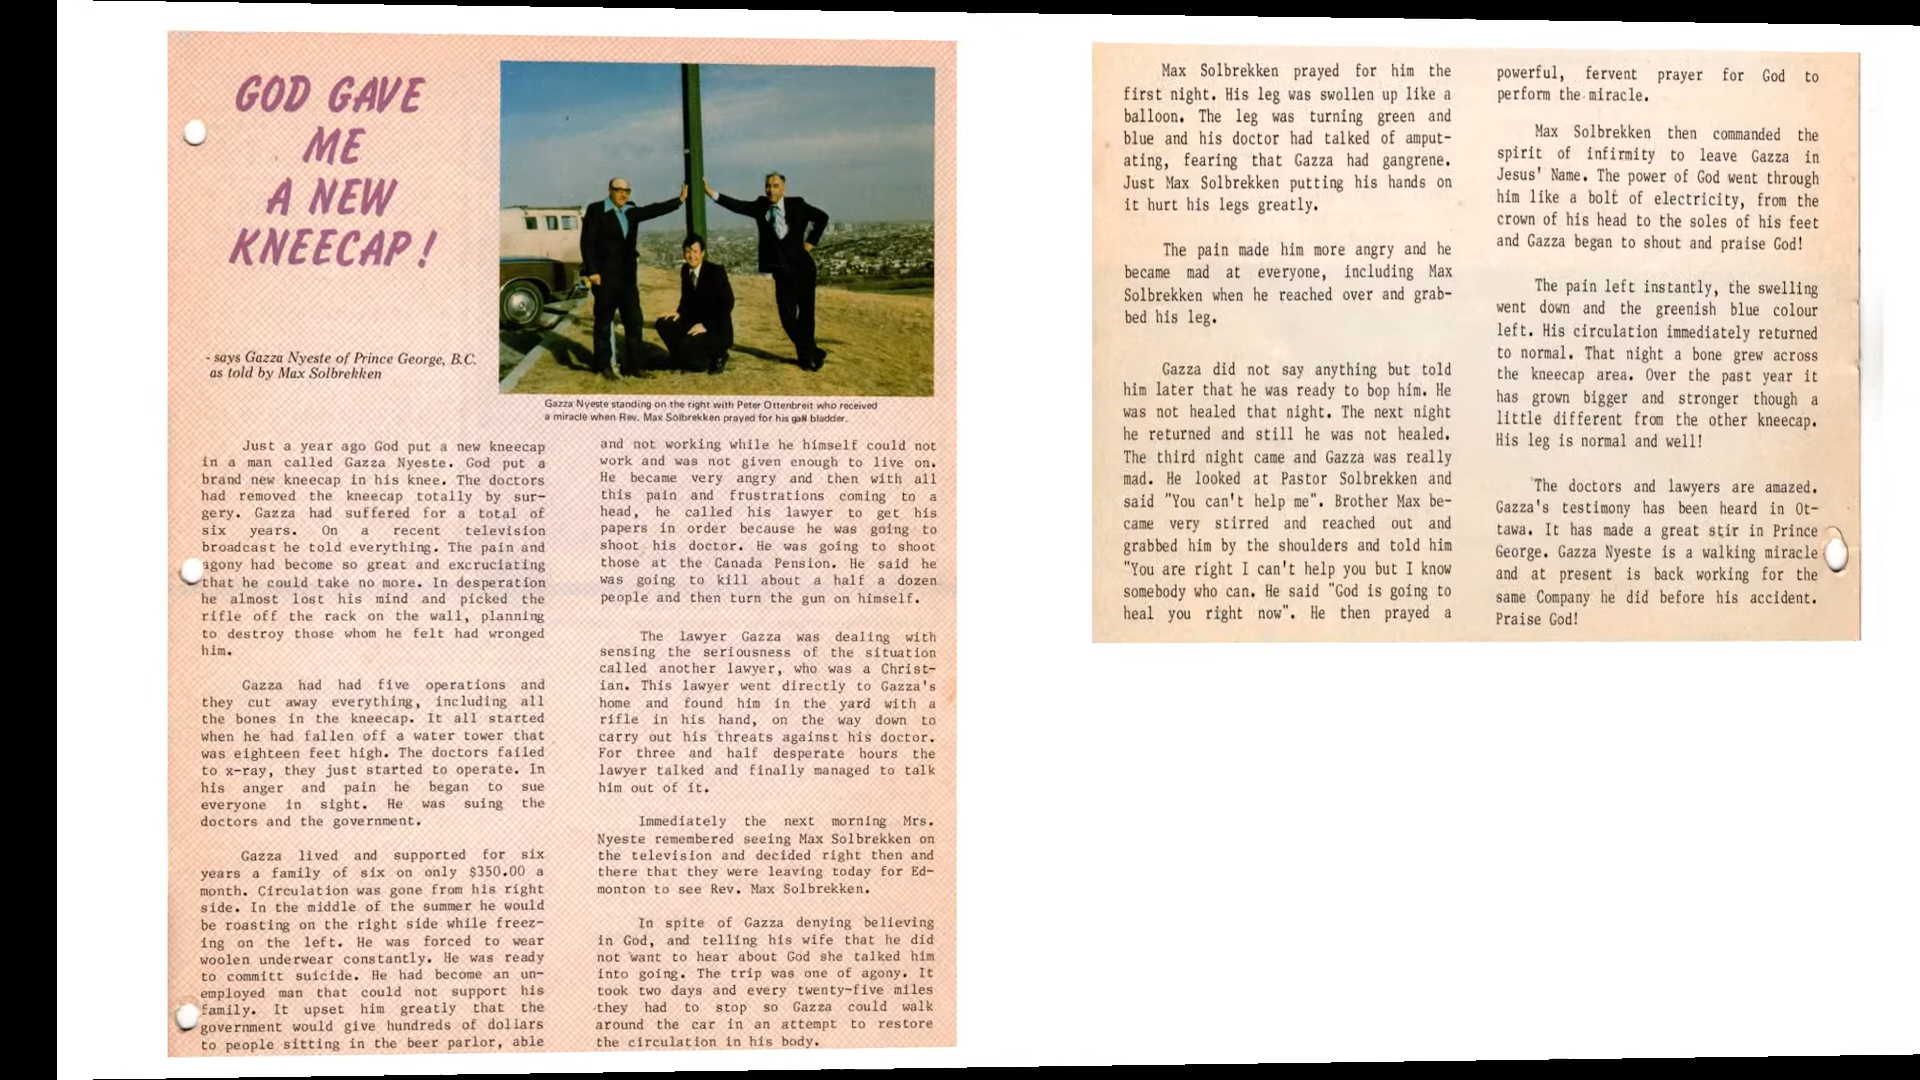 GOD GAVE
ME
A NEW
KNEECAP!
- says Gazza Nyeste of Prince George, B.C.
as told by Max Solbrekken
Gazza Nyeste standing on the right with Peter Ottenbreit who received
a miracle when Rev. Max Solbrekken prayed for his gall bladder.
Just a year ago God put a new kneecap
in a man called Gazza Nyeste. God put a
brand new kneecap in his knee. The doctors
had removed the kneecap totally by sur-
gery. Gazza had suffered for a total of
six years. On a recent television
broadcast he told everything. The pain and
agony had become so great and excruciating
that he could take no more. In desperation
he almost lost his mind and picked the
rifle off the rack on the wall, planning
to destroy those whom he felt had wronged
him.
Gazza had had five operations and
they cut away everything, including all
the bones in the kneecap. It all started
when he had fallen off a water tower that
was eighteen feet high. The doctors failed
to x-ray, they just started to operate. In
his anger and pain he began to sue
everyone in sight. He was suing the
doctors and the government.
Gazza lived and supported for six
years a family of six on only $350.00 a
month. Circulation was gone from his right
side. In the middle of the summer he would
be roasting on the right side while freez-
ing on the left. He was forced to wear
woolen underwear constantly. He was ready
to committ suicide. He had become an un-
employed man that could not support his
family. It upset him greatly that the
government would give hundreds of dollars
to people sitting in the beer parlor, able
and not working while he himself could not
work and was not given enough to live on.
He became very angry and then with all
this pain and frustrations coming to a
head, he called his lawyer to get his
papers in order because he was going to
shoot his doctor. He was going to shoot
those at the Canada Pension. He said he
was going to kill about a half a dozen
people and then turn the gun on himself.
The lawyer Gazza was dealing with
sensing the seriousness of the situation
called another lawyer, who was a Christ-
ian. This lawyer went directly to Gazza's
home and found him in the yard with a
rifle in his hand, on the way down to
carry out his threats against his doctor.
For three and half desperate hours the
lawyer talked and finally managed to talk
him out of it.
Immediately the next morning Mrs.
Nyeste remembered seeing Max Solbrekken on
the television and decided right then and
there that they were leaving today for Ed-
monton to see Rev. Max Solbrekken.
In spite of Gazza denying believing
in God, and telling his wife that he did
not want to hear about God she talked him
into going. The trip was one of agony. It
took two days and every twenty-five miles
they had to stop so Gazza could walk
around the car in an attempt to restore
the circulation in his body.
Max Solbrekken prayed for him the
first night. His leg was swollen up like a
balloon. The leg was turning green and
blue and his doctor had talked of amput-
ating, fearing that Gazza had gangrene.
Just Max Solbrekken putting his hands on
it hurt his legs greatly.
The pain made him more angry and he
became mad at everyone, including Max
Solbrekken when he reached over and grab-
bed his leg.
Gazza did not say anything but told
him later that he was ready to bop him. He
was not healed that night. The next night
he returned and still he was not healed.
The third night came and Gazza was really
mad. He looked at Pastor Solbrekken and
said "You can't help me". Brother Max be-
came very stirred and reached out and
grabbed him by the shoulders and told him
"You are right I can't help you but I know
somebody who can. He said "God is going to
heal you right now". He then prayed a
powerful, fervent prayer for God to
perform the miracle.
Max Solbrekken then commanded the
spirit of infirmity to leave Gazza in
Jesus' Name. The power of God went through
him like a bolt of electricity, from the
crown of his head to the soles of his feet
and Gazza began to shout and praise God!
The pain left instantly, the swelling
went down and the greenish blue colour
left. His circulation immediately returned
to normal. That night a bone grew across
the kneecap area. Over the past year it
has grown bigger and stronger though a
little different from the other kneecap.
His leg is normal and well!
The doctors and lawyers are amazed.
Gazza's testimony has been heard in Ot-
tawa. It has made a great stir in Prince
George. Gazza Nyeste is a walking miracle
and at present is back working for the
same Company he did before his accident.
Praise God!